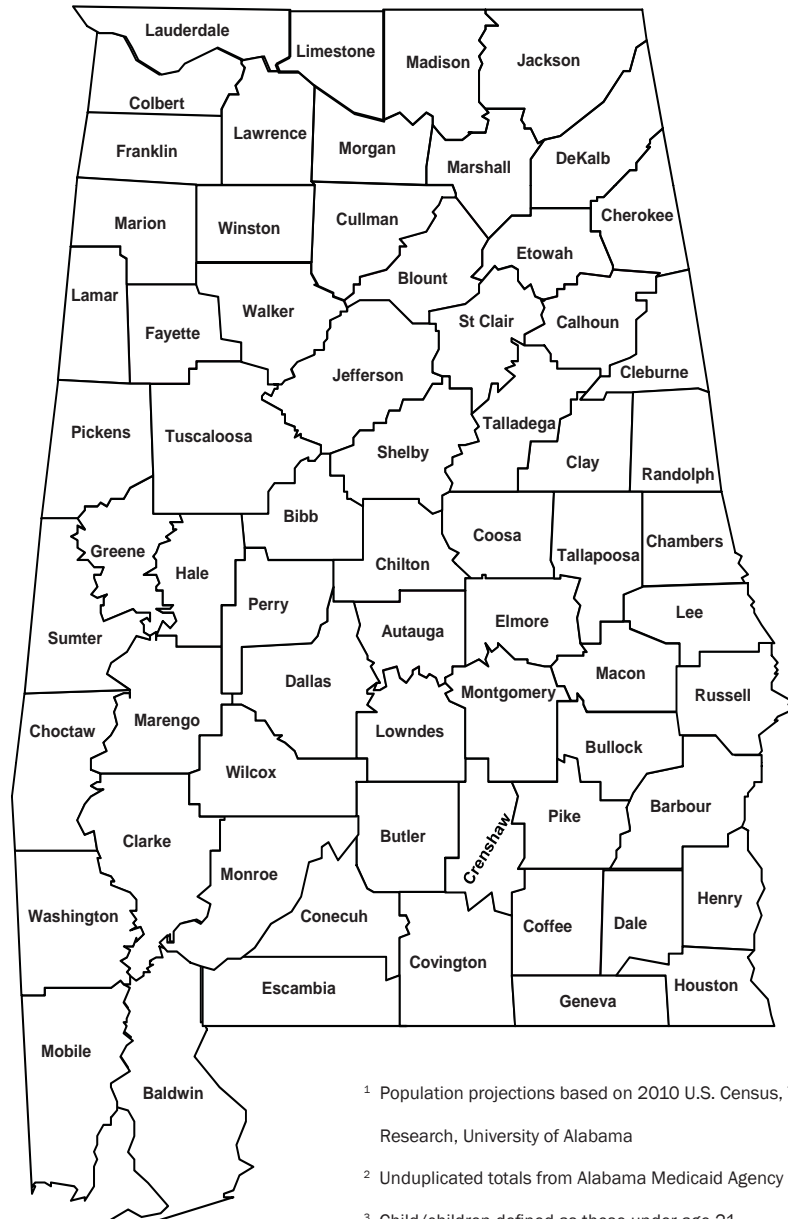 Lauderdale
Limestone
Madison
Jackson
Colbert
Lawrence
Franklin
Morgan
Marshall
DeKalb
Cherokee
Marion
Winston
Cullman
Etowah
Blount
Lamar
Walker
Fayette
St Clair
Calhoun
Jefferson
Cleburne
Pickens
Tuscaloosa
Talladega
Shelby
Clay
Randolph
Bibb
Greene
Hale
Coosa
Tallapoosa
Chambers
Chilton
Perry
Sumter
Autauga
Elmore
Lee
Dallas
Macon
Montgomery
Russell
Choctaw
Marengo
Lowndes
Bullock
Wilcox
Barbour
Clarke
Butler
Crenshaw
Pike
Monroe
Washington
Conecuh
Coffee
Dale
Henry
Covington
Escambia
Geneva
Houston
Mobile
Baldwin
¹ Population projections based on 2010 U.S. Census,
Research, University of Alabama
² Unduplicated totals from Alabama Medicaid Agency